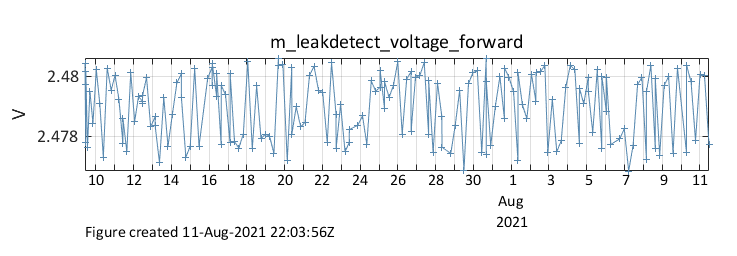 m_leakdetect_voltage_forward
2.48
V
2.478
10 12 14 16 18 20 22 24 26 28 30 1 3 5 7 9 11
Aug
2021
Figure created 11-Aug-2021 22:03:56Z